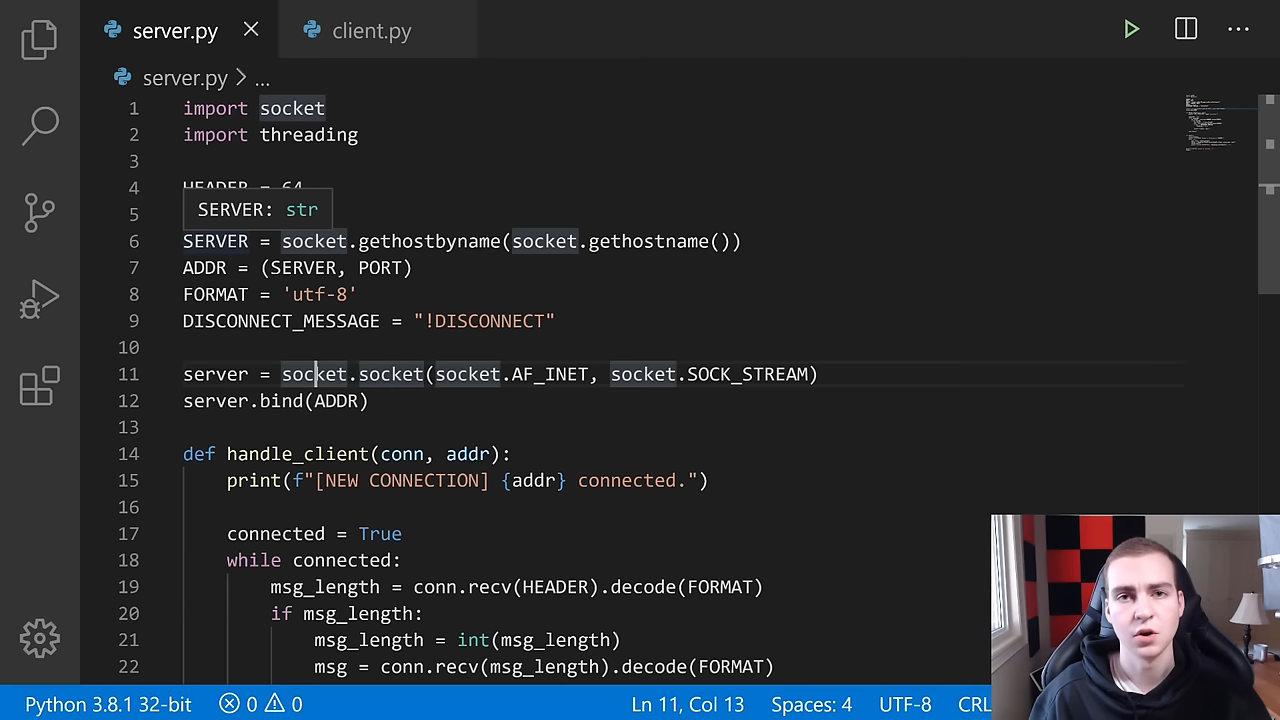 server.py
client.py
server.py > ...
1 import socket
2 import threading
3
4 HEADER = 64
5
SERVER: str
6 SERVER = socket.gethostbyname(socket.gethostname())
7 ADDR = (SERVER, PORT)
8 FORMAT = 'utf-8'
9 DISCONNECT_MESSAGE = "!DISCONNECT"
10
11 server = socket.socket(socket.AF_INET, socket.SOCK_STREAM)
12 server.bind(ADDR)
13
14 def handle_client(conn, addr):
15 print(f"[NEW CONNECTION] {addr} connected.")
16
17 connected = True
18 while connected:
19 msg_length = conn.recv(HEADER).decode(FORMAT)
20 if msg_length:
21 msg_length = int(msg_length)
22 msg = conn.recv(msg_length).decode(FORMAT)
Python 3.8.1 32-bit 0 0 Ln 11, Col 13 Spaces: 4 UTF-8 CRL